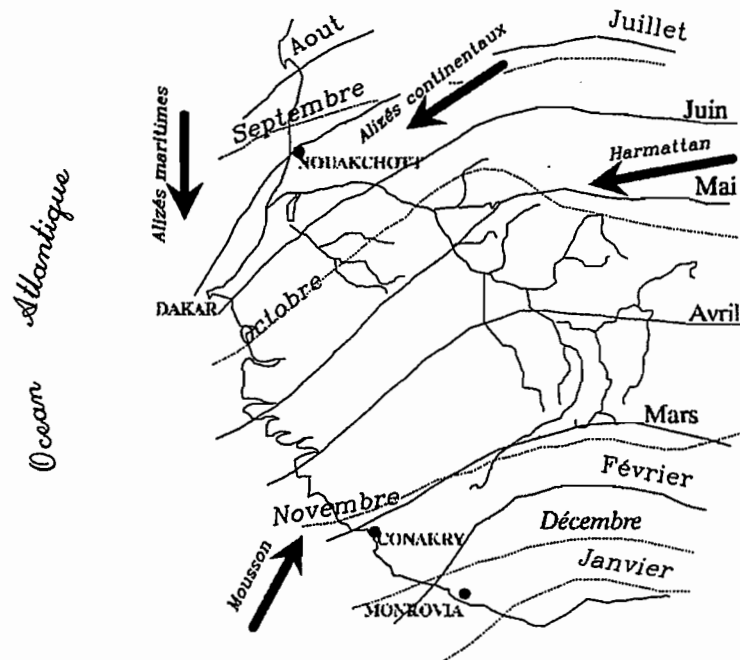 Aout
Juillet
Septembre
Alizés continentaux
Juin
Alizés maritimes
NOUAKCHOTT
Harmattan
Mai
Ocean Atlantique
DAKAR
Octobre
Avril
Mars
Novembre
Février
Décembre
CONAKRY
Mousson
Janvier
MONROVIA